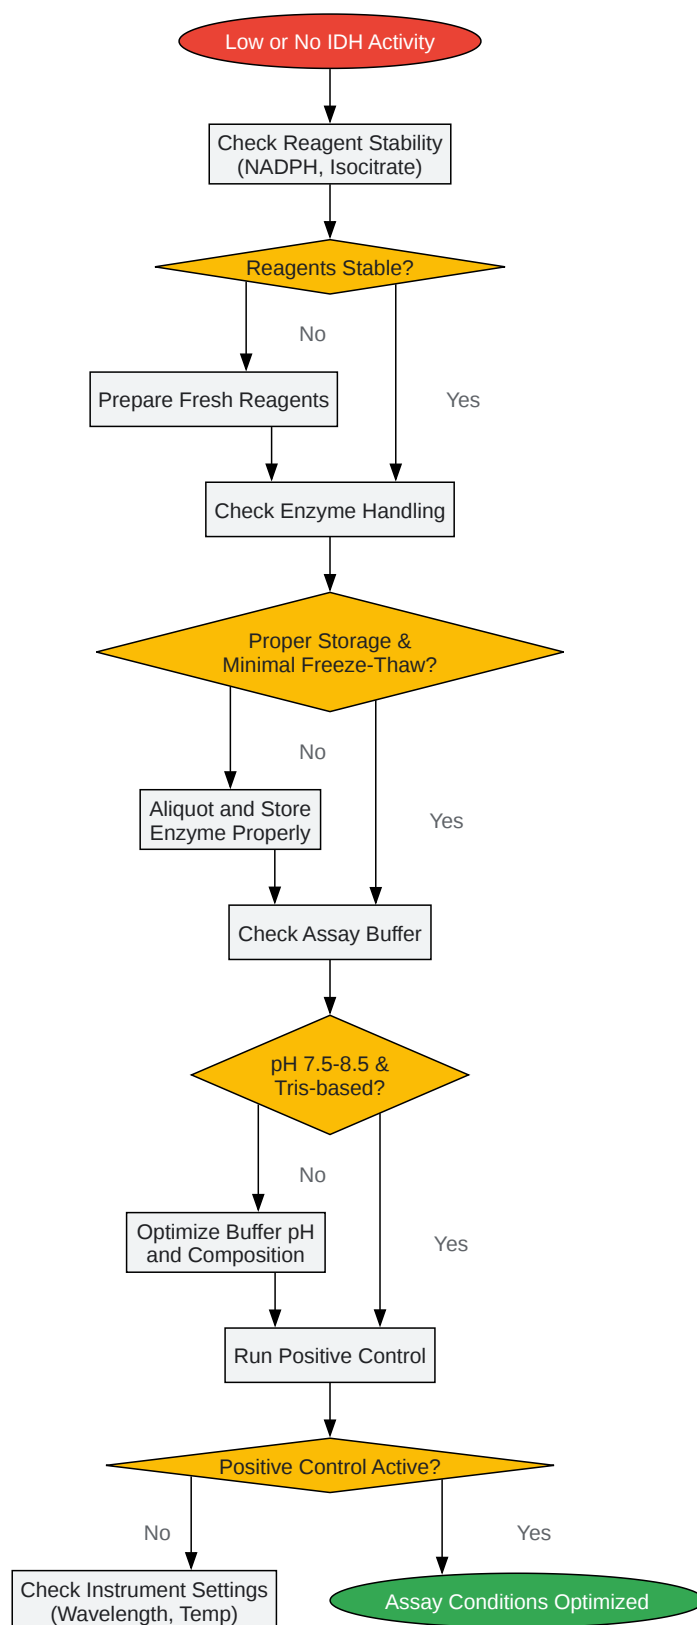 Low or No IDH Activity
Check Reagent Stability
(NADPH, Isocitrate)
Reagents Stable?
No
Prepare Fresh Reagents
Yes
Check Enzyme Handling
Proper Storage &
Minimal Freeze-Thaw?
No
Aliquot and Store
Enzyme Properly
Yes
Check Assay Buffer
pH 7.5-8.5 &
Tris-based?
No
Optimize Buffer pH
and Composition
Yes
Run Positive Control
Positive Control Active?
No
Yes
Check Instrument Settings
(Wavelength, Temp)
Assay Conditions Optimized